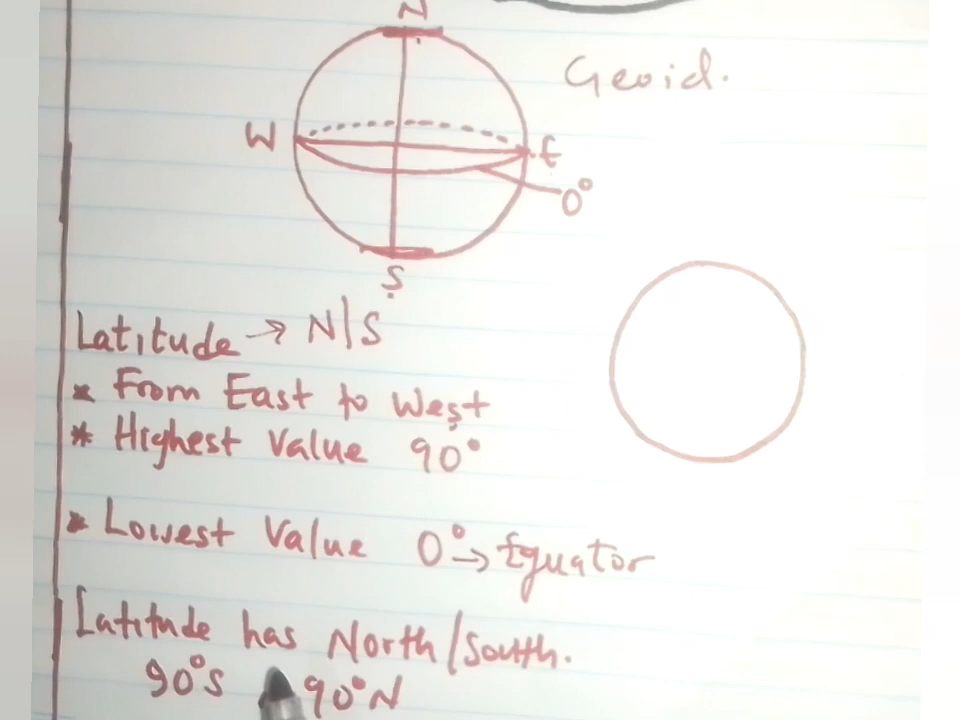 N
Geoid.
W
E
0°
S
Latitude → N/S
* From East to West
* Highest Value 90°
* Lowest Value 0° → Equator
Latitude has North/South.
90°S 90°N